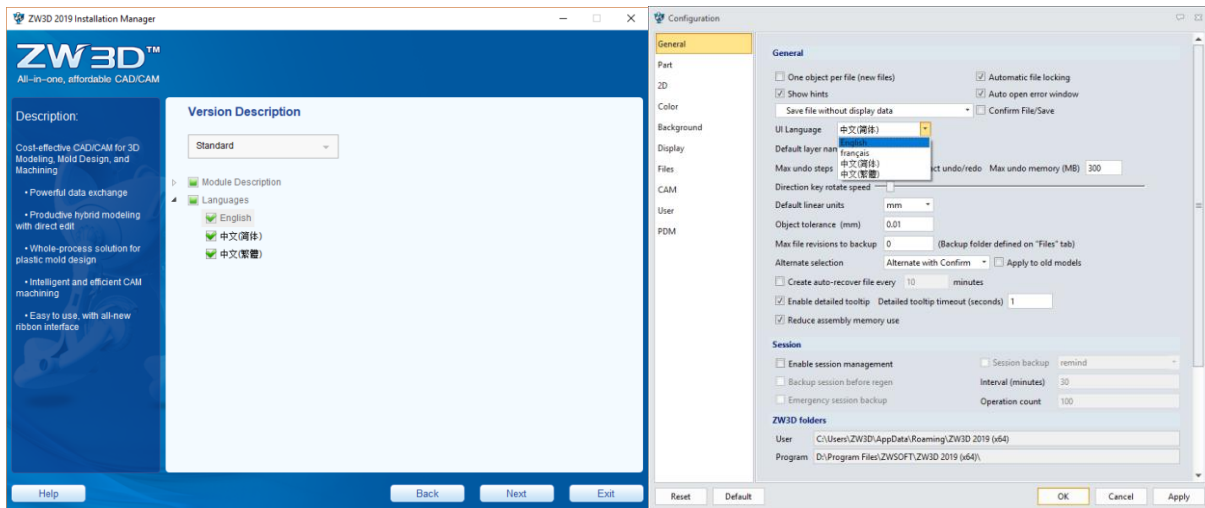 ZW3D 2019 Installation Manager
ZW3D™
All-in-one, affordable CAD/CAM
Description:
Cost-effective CAD/CAM for 3D
Modeling, Mold Design, and
Machining
• Powerful data exchange
• Productive hybrid modeling
with direct edit
• Whole-process solution for
plastic mold design
• Intelligent and efficient CAM
machining
• Easy to use, with all-new
ribbon interface
Version Description
Standard
Module Description
Languages
English
中文(简体)
中文(繁體)
Help
Back Next Exit
Configuration
General
Part
2D
Color
Background
Display
Files
CAM
User
PDM
General
One object per file (new files) Automatic file locking
Show hints Auto open error window
Save file without display data Confirm File/Save
UI Language 中文(简体)
English
français
中文(简体)
中文(繁體)
Default layer nam
Max undo steps ct undo/redo Max undo memory (MB) 300
Direction key rotate speed
Default linear units mm
Object tolerance (mm) 0.01
Max file revisions to backup 0 (Backup folder defined on "Files" tab)
Alternate selection Alternate with Confirm Apply to old models
Create auto-recover file every 10 minutes
Enable detailed tooltip Detailed tooltip timeout (seconds) 1
Reduce assembly memory use
Session
Enable session management Session backup remind
Backup session before regen Interval (minutes) 30
Emergency session backup Operation count 100
ZW3D folders
User C:\Users\ZW3D\AppData\Roaming\ZW3D 2019 (x64)
Program D:\Program Files\ZWSOFT\ZW3D 2019 (x64)\
Reset Default OK Cancel Apply